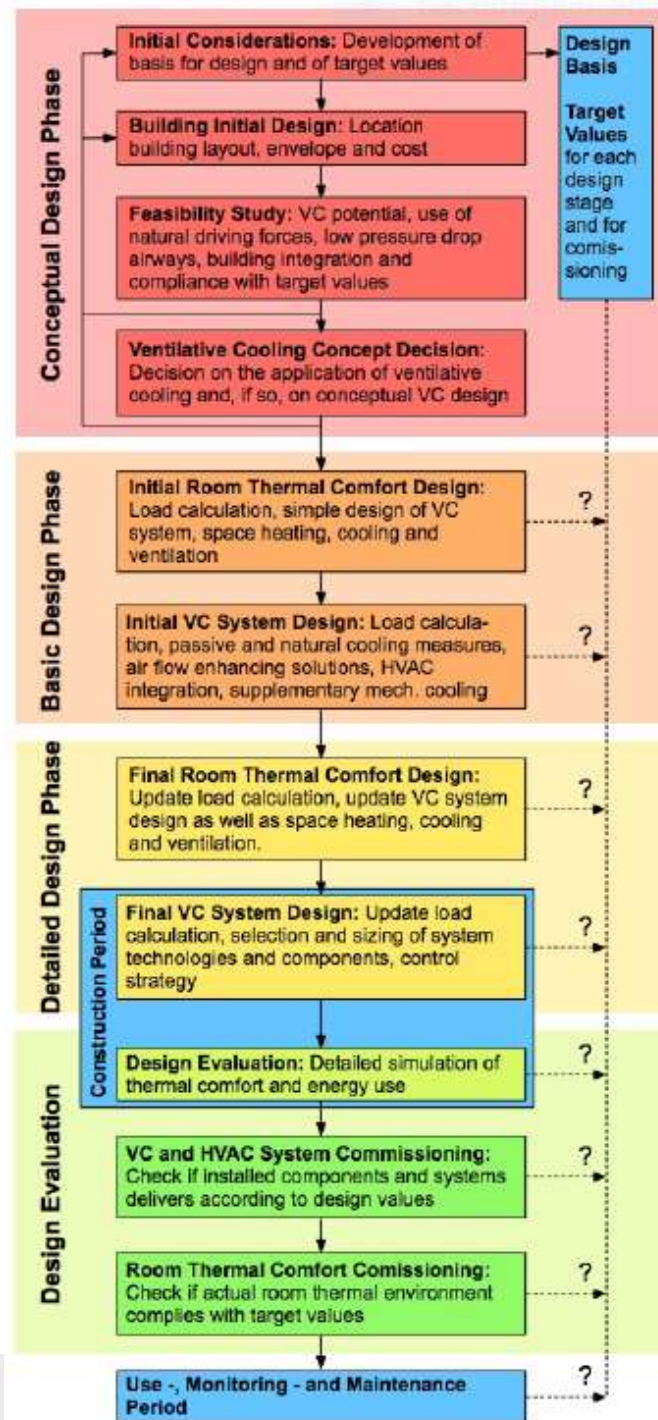 Conceptual Design Phase
Initial Considerations: Development of
basis for design and of target values
Building Initial Design: Location
building layout, envelope and cost
Feasibility Study: VC potential, use of
natural driving forces, low pressure drop
airways, building integration and
compliance with target values
Ventilative Cooling Concept Decision:
Decision on the application of ventilative
cooling and, if so, on conceptual VC design
Design
Basis
Target
Values
for each
design
stage
and for
comis-
sioning
Basic Design Phase
Initial Room Thermal Comfort Design:
Load calculation, simple design of VC
system, space heating, cooling and
ventilation
?
Initial VC System Design: Load calcula-
tion, passive and natural cooling measures,
air flow enhancing solutions, HVAC
integration, supplementary mech. cooling
?
Detailed Design Phase
Final Room Thermal Comfort Design:
Update load calculation, update VC system
design as well as space heating, cooling
and ventilation.
?
Construction Period
Final VC System Design: Update load
calculation, selection and sizing of system
technologies and components, control
strategy
?
Design Evaluation
Design Evaluation: Detailed simulation of
thermal comfort and energy use
?
VC and HVAC System Commissioning:
Check if installed components and systems
delivers according to design values
?
Room Thermal Comfort Comissioning:
Check if actual room thermal environment
complies with target values
?
Use -, Monitoring - and Maintenance
Period
?